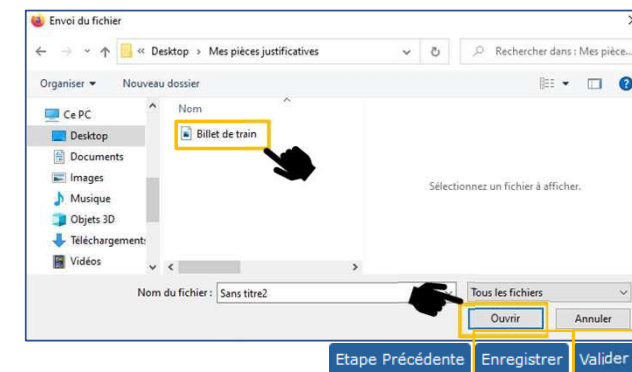 Envoi du fichier
« Desktop > Mes pièces justificatives
Rechercher dans : Mes pièce...
Organiser
Nouveau dossier
Ce PC
Desktop
Documents
Images
Musique
Objets 3D
Téléchargements
Vidéos
Nom
Billet de train
Sélectionnez un fichier à afficher.
Nom du fichier : Sans titre2
Tous les fichiers
Ouvrir
Annuler
Etape Précédente
Enregistrer
Valider